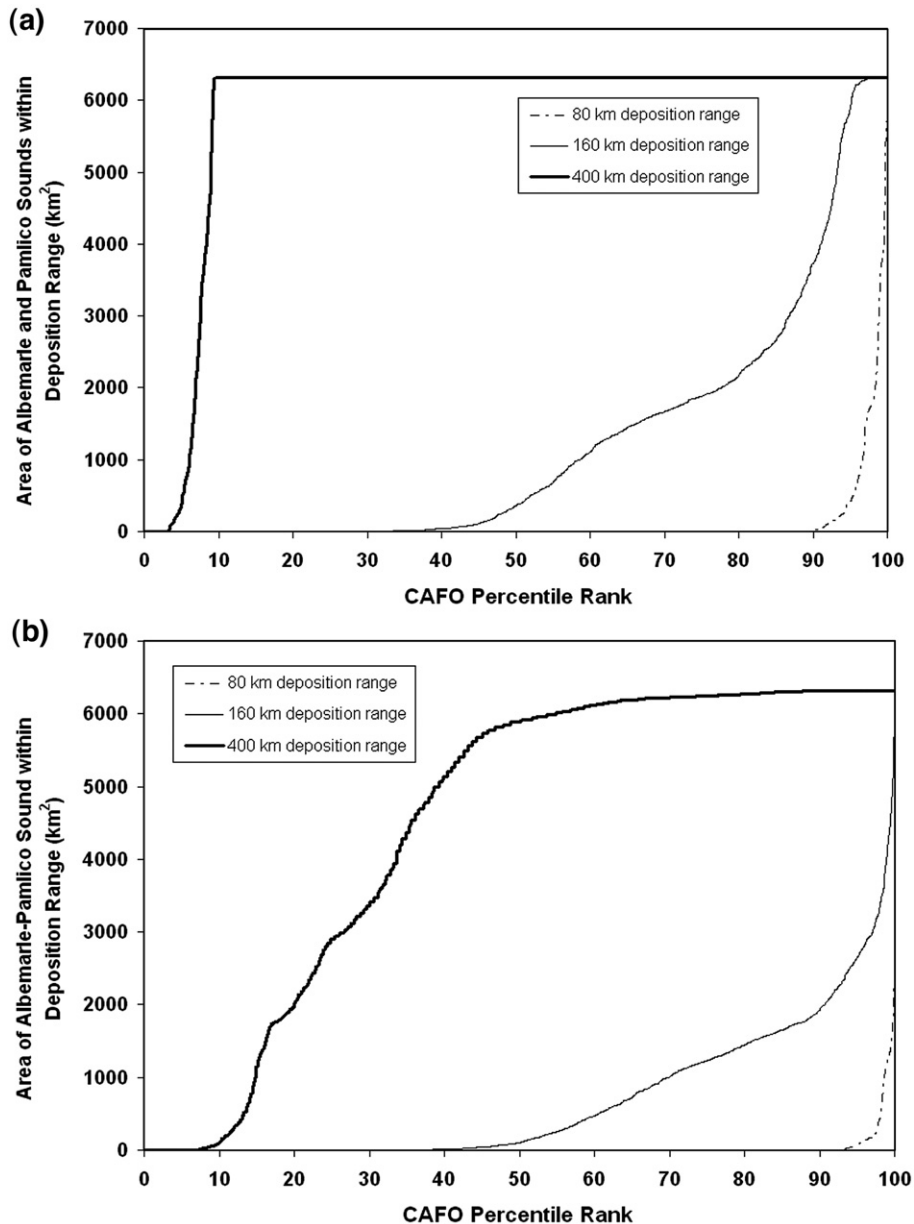 (a)
7000
6000
5000
4000
3000
2000
1000
0
Area of Albemarle and Pamlico Sounds within
Deposition Range (km²)
80 km deposition range
160 km deposition range
400 km deposition range
0 10 20 30 40 50 60 70 80 90 100
CAFO Percentile Rank
(b)
7000
6000
5000
4000
3000
2000
1000
0
Area of Albemarle-Pamlico Sound within
Deposition Range (km²)
80 km deposition range
160 km deposition range
400 km deposition range
0 10 20 30 40 50 60 70 80 90 100
CAFO Percentile Rank